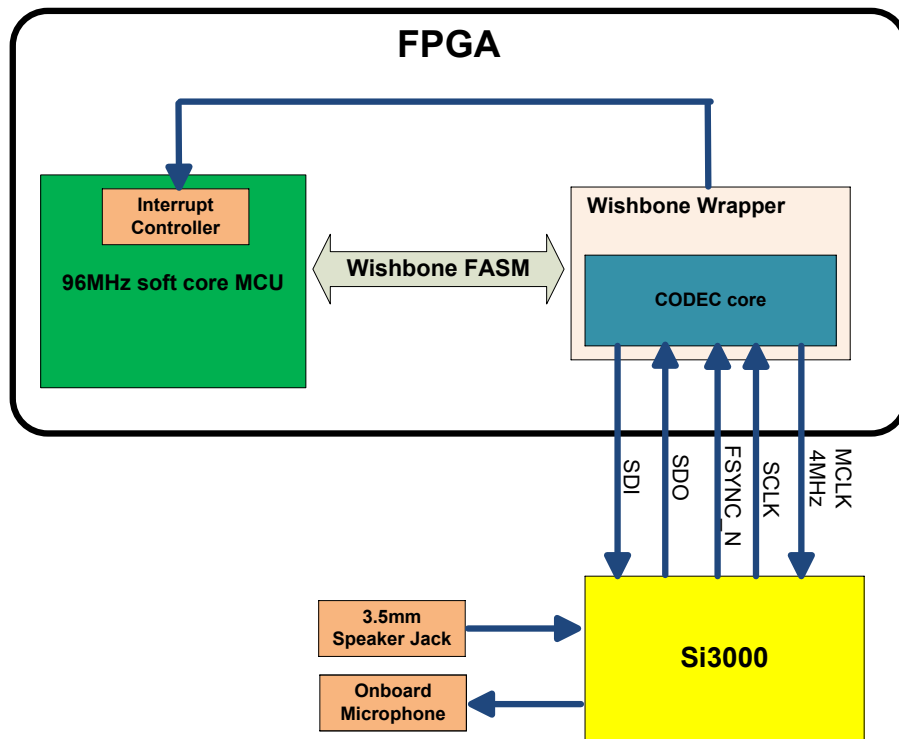 FPGA
Interrupt
Controller
96MHz soft core MCU
Wishbone FASM
Wishbone Wrapper
CODEC core
SDI
SDO
FSYNC_N
SCLK
MCLK
4MHz
3.5mm
Speaker Jack
Onboard
Microphone
Si3000